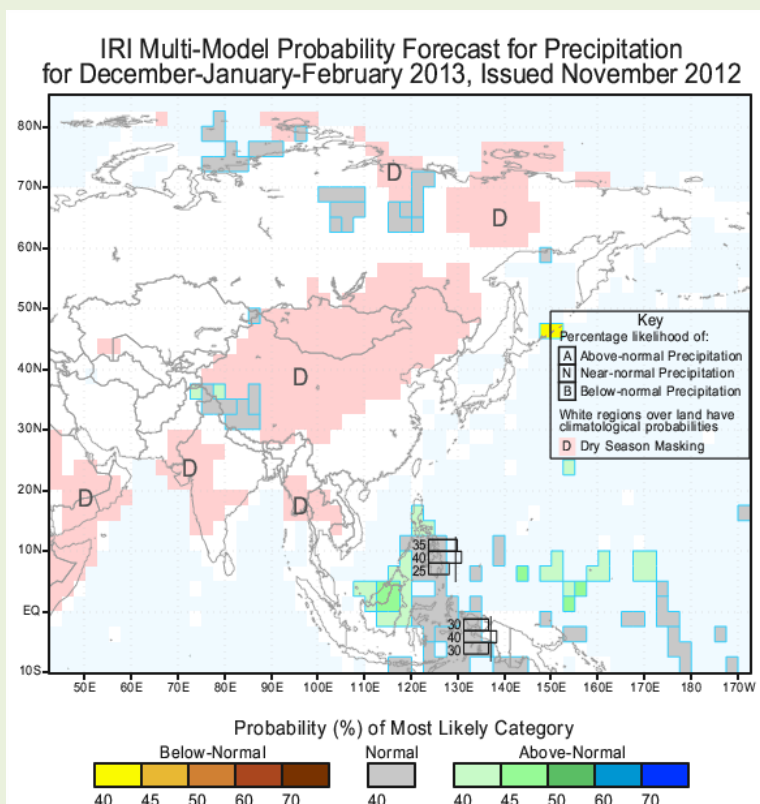 IRI Multi-Model Probability Forecast for Precipitation
for December-January-February 2013, Issued November 2012
80N
70N
60N
50N
40N
30N
20N
10N
EQ
10S
D
D
D
D
D
D
Key
Percentage likelihood of:
A Above-normal Precipitation
N Near-normal Precipitation
B Below-normal Precipitation
White regions over land have
climatological probabilities
D Dry Season Masking
35
40
25
30
40
30
50E 60E 70E 80E 90E 100E 110E 120E 130E 140E 150E 160E 170E 180 170W
Probability (%) of Most Likely Category
Below-Normal Normal Above-Normal
40 45 50 60 70 40 40 45 50 60 70